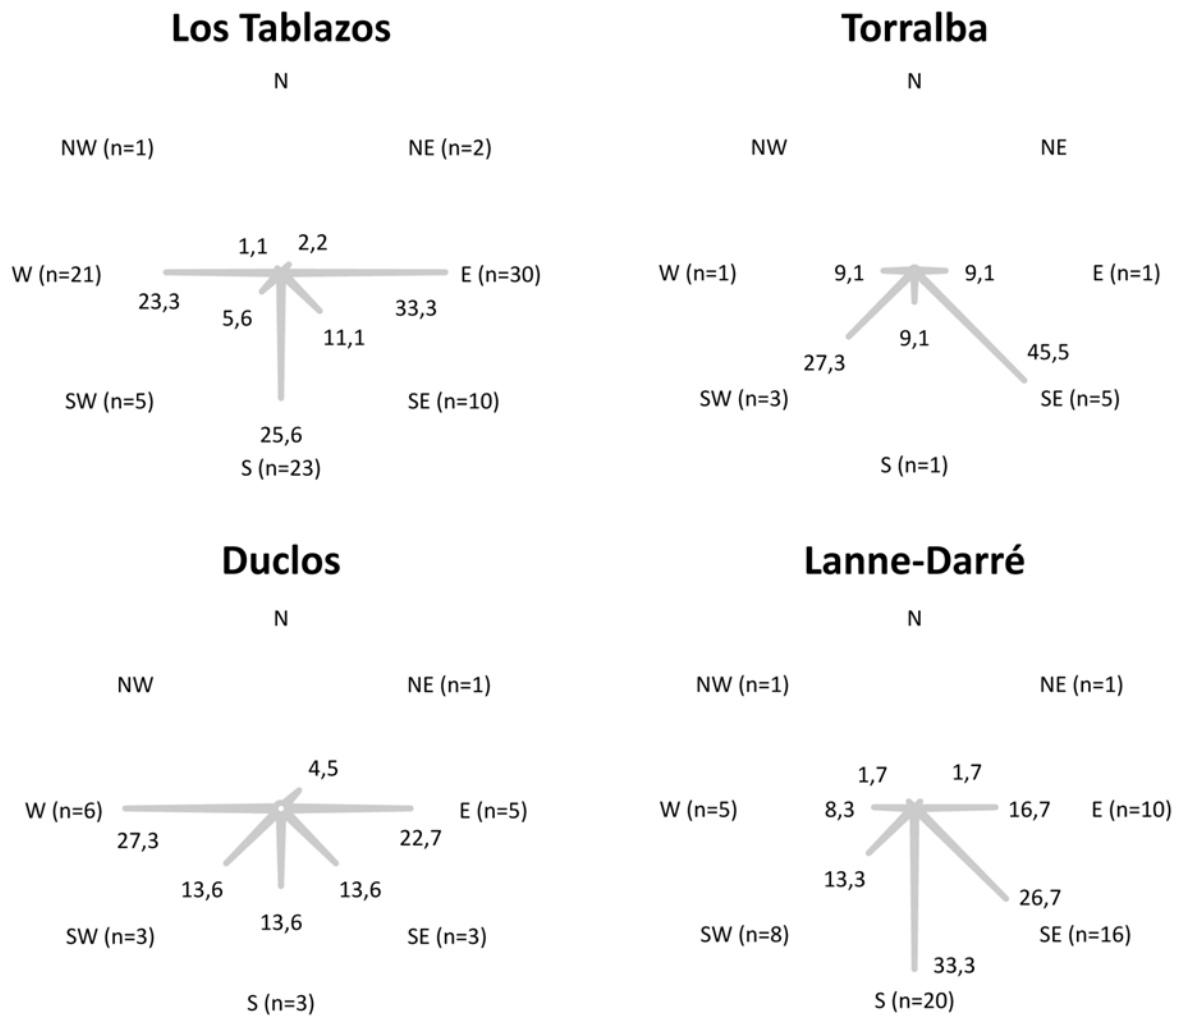 Los Tablazos
N
NW (n=1)
NE (n=2)
1,1
2,2
W (n=21)
E (n=30)
23,3
5,6
33,3
11,1
SW (n=5)
SE (n=10)
25,6
S (n=23)
Torralba
N
NW
NE
W (n=1)
9,1
9,1
E (n=1)
9,1
27,3
45,5
SW (n=3)
SE (n=5)
S (n=1)
Duclos
N
NW
NE (n=1)
4,5
W (n=6)
E (n=5)
27,3
22,7
13,6
13,6
13,6
SW (n=3)
SE (n=3)
S (n=3)
Lanne-Darré
N
NW (n=1)
NE (n=1)
1,7
1,7
W (n=5)
8,3
16,7
E (n=10)
13,3
26,7
SW (n=8)
SE (n=16)
33,3
S (n=20)